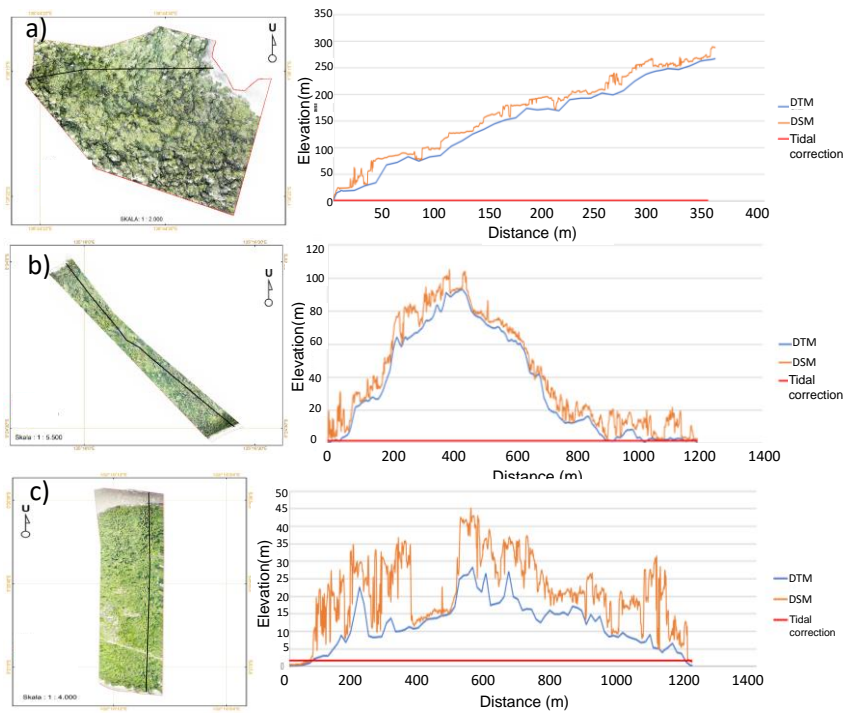 a)
U
SKALA : 1 : 2.000
Elevation(m)
350
300
250
200
150
100
50
0
50 100 150 200 250 300 350 400
Distance (m)
DTM
DSM
Tidal
correction
b)
U
Skala : 1 : 5.500
Elevation(m)
120
100
80
60
40
20
0
0 200 400 600 800 1000 1200 1400
Distance (m)
DTM
DSM
Tidal
correction
c)
U
Skala : 1 : 4.000
Elevation(m)
50
45
40
35
30
25
20
15
10
5
0
0 200 400 600 800 1000 1200 1400
Distance (m)
DTM
DSM
Tidal
correction